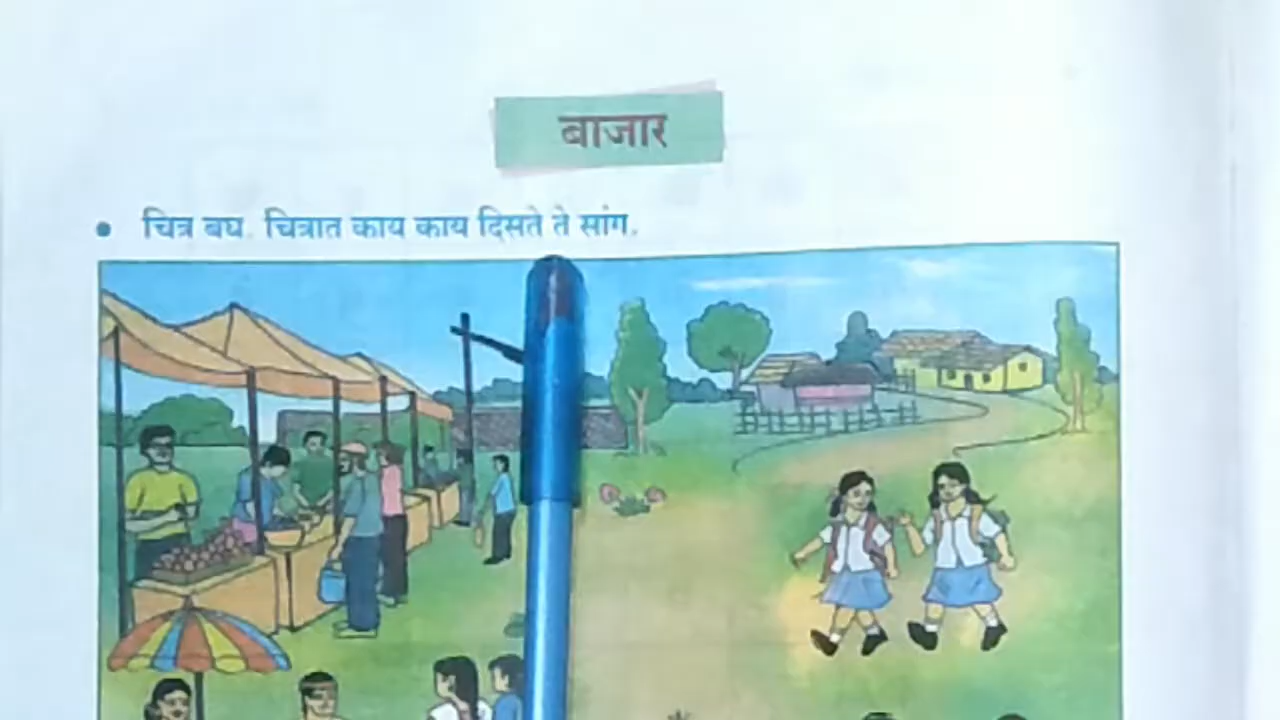 बाजार
चित्र बघ. चित्रात काय काय दिसते ते सांग.